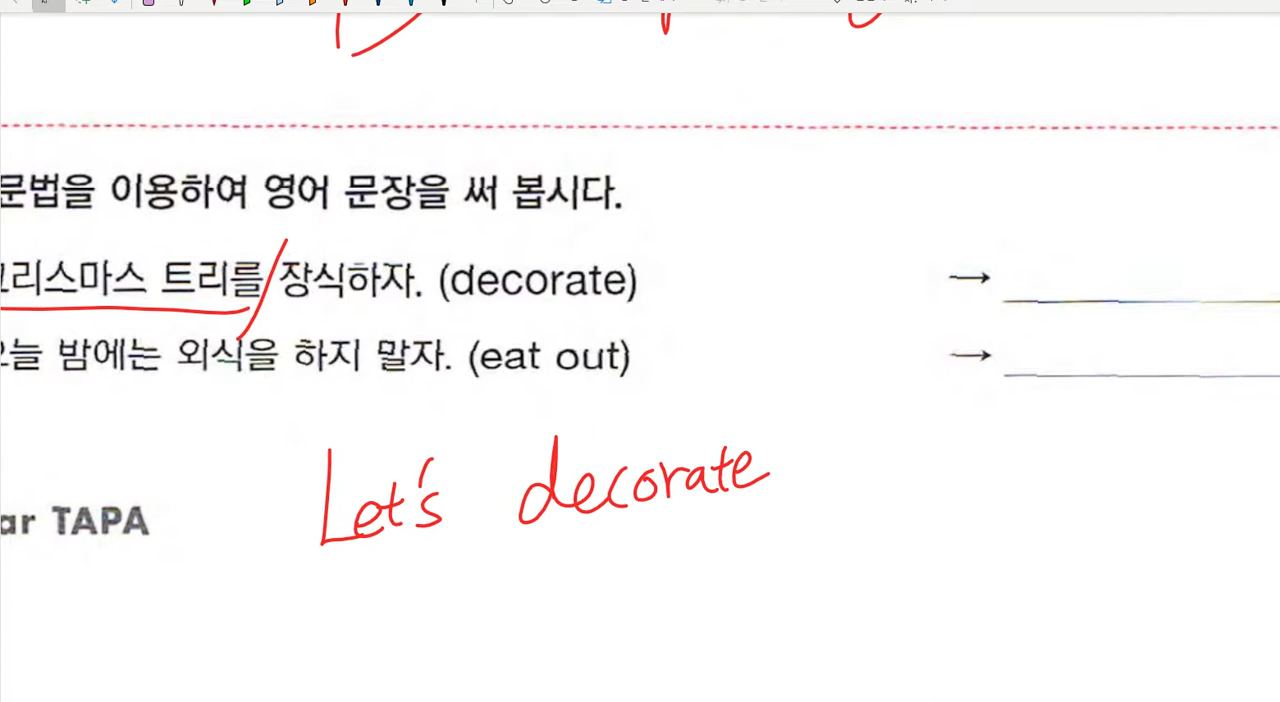 문법을 이용하여 영어 문장을 써 봅시다.
크리스마스 트리를 / 장식하자. (decorate) →
오늘 밤에는 외식을 하지 말자. (eat out) →
Let's decorate
ar TAPA